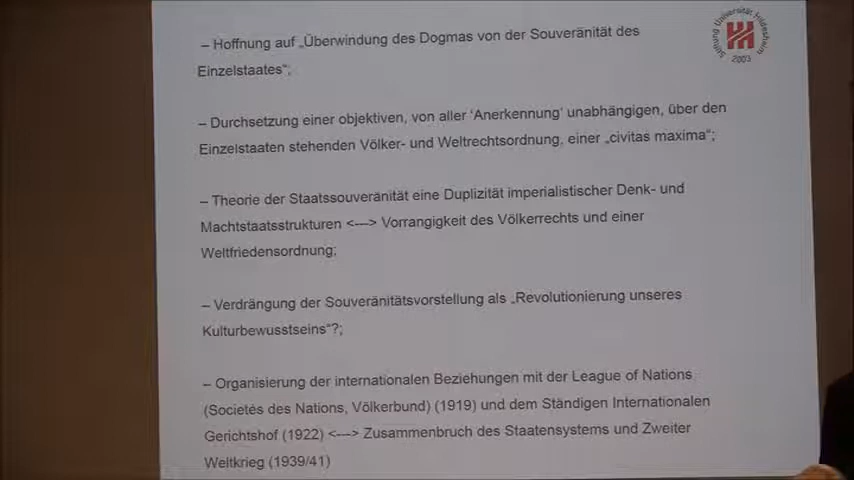 Stiftung Universität Hildesheim
2003
– Hoffnung auf „Überwindung des Dogmas von der Souveränität des
Einzelstaates“;
– Durchsetzung einer objektiven, von aller ‘Anerkennung‘ unabhängigen, über den
Einzelstaaten stehenden Völker- und Weltrechtsordnung, einer „civitas maxima“;
– Theorie der Staatssouveränität eine Duplizität imperialistischer Denk- und
Machtstaatsstrukturen <---> Vorrangigkeit des Völkerrechts und einer
Weltfriedensordnung;
– Verdrängung der Souveränitätsvorstellung als „Revolutionierung unseres
Kulturbewusstseins“?;
– Organisierung der internationalen Beziehungen mit der League of Nations
(Societés des Nations, Völkerbund) (1919) und dem Ständigen Internationalen
Gerichtshof (1922) <---> Zusammenbruch des Staatensystems und Zweiter
Weltkrieg (1939/41)